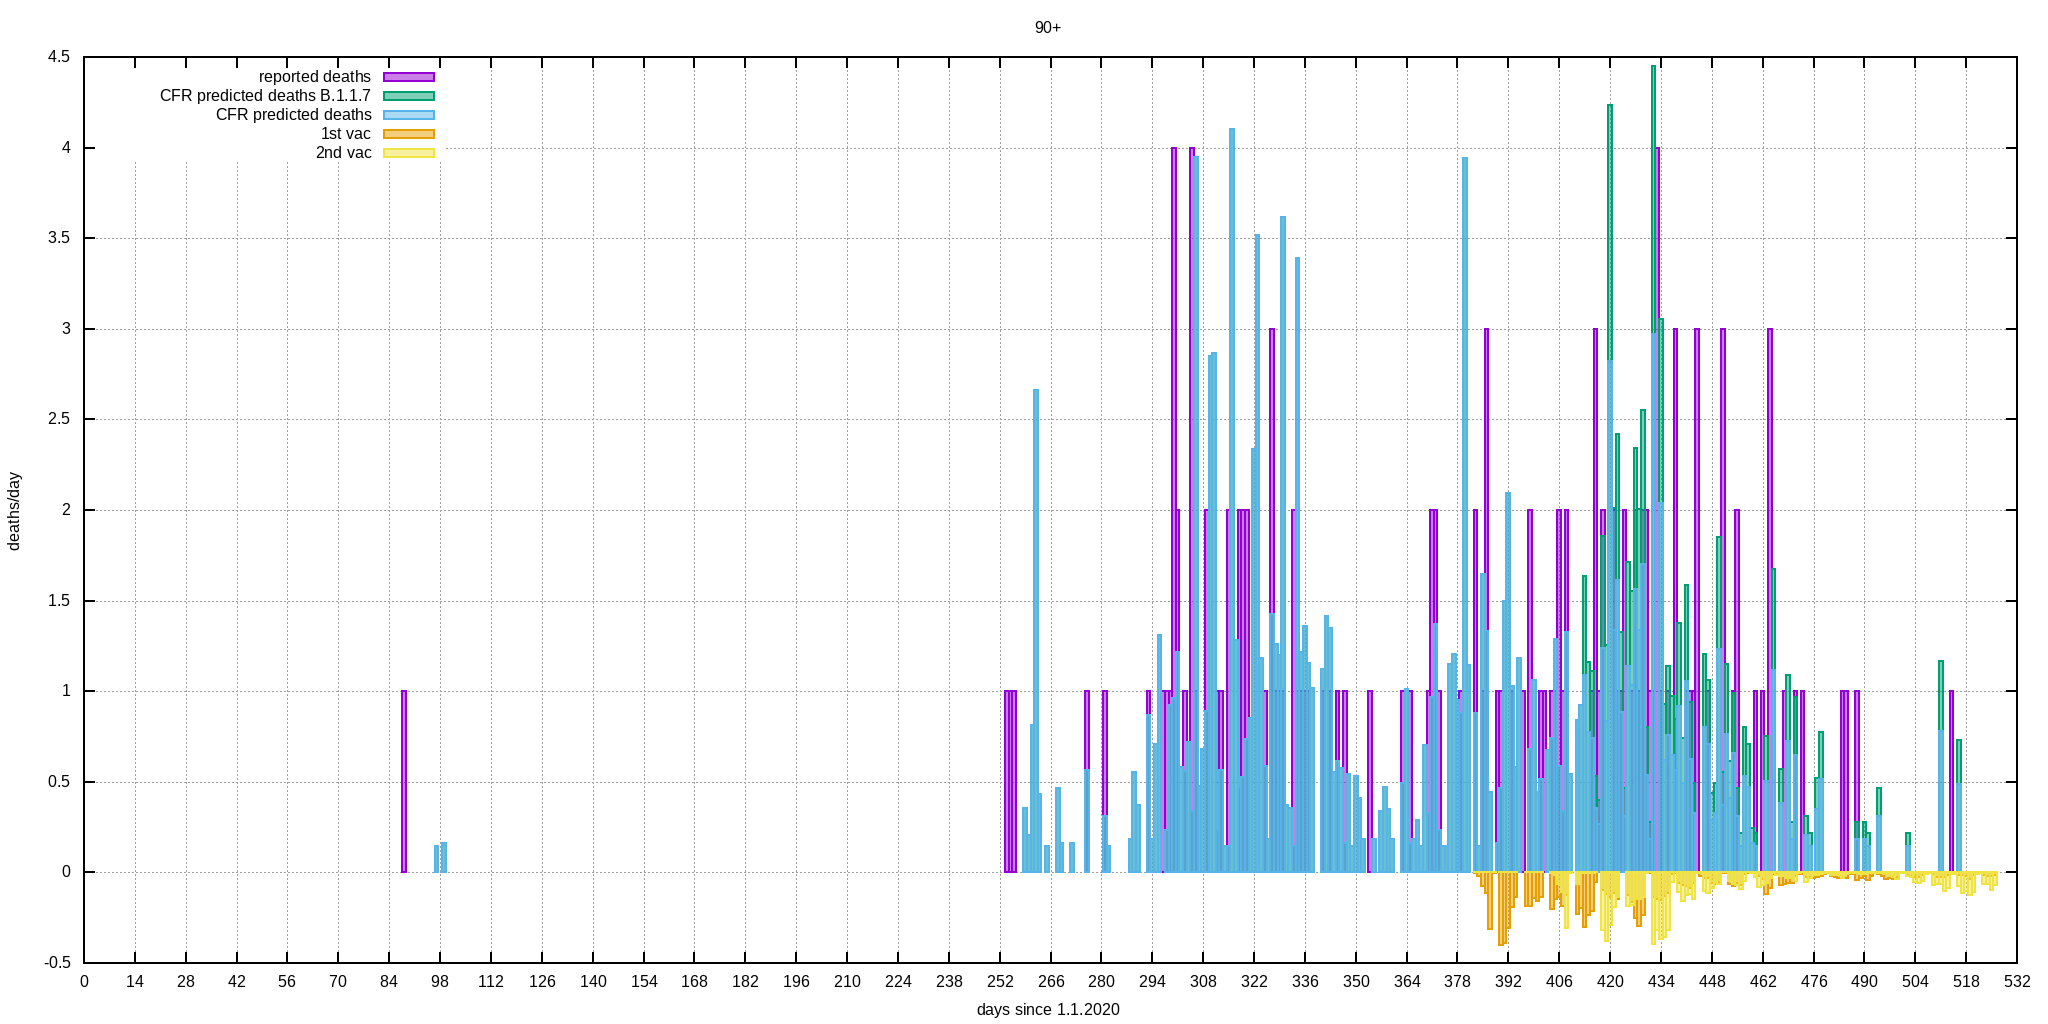 90+
4.5
4
3.5
3
2.5
2
1.5
1
0.5
0
-0.5
deaths/day
reported deaths
CFR predicted deaths B.1.1.7
CFR predicted deaths
1st vac
2nd vac
0 14 28 42 56 70 84 98 112 126 140 154 168 182 196 210 224 238 252 266 280 294 308 322 336 350 364 378 392 406 420 434 448 462 476 490 504 518 532
days since 1.1.2020